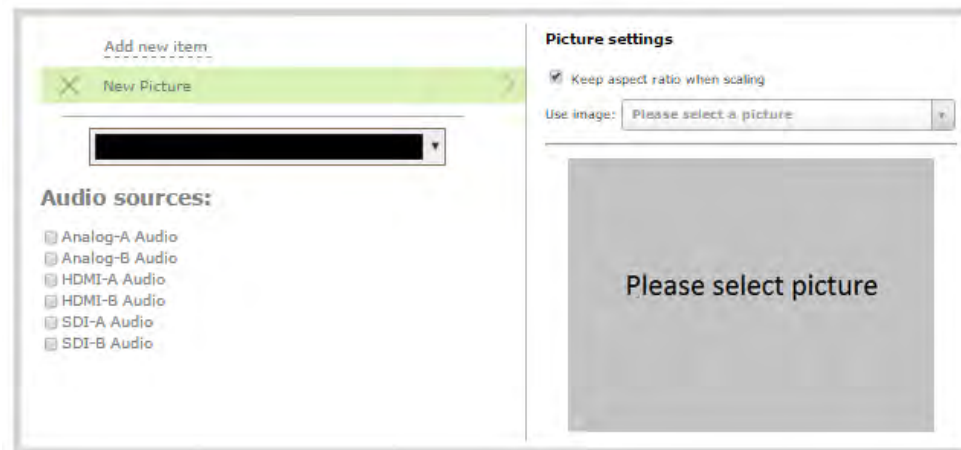 Add new item
New Picture
Audio sources:
Analog-A Audio
Analog-B Audio
HDMI-A Audio
HDMI-B Audio
SDI-A Audio
SDI-B Audio
Picture settings
Keep aspect ratio when scaling
Use image: Please select a picture
Please select picture